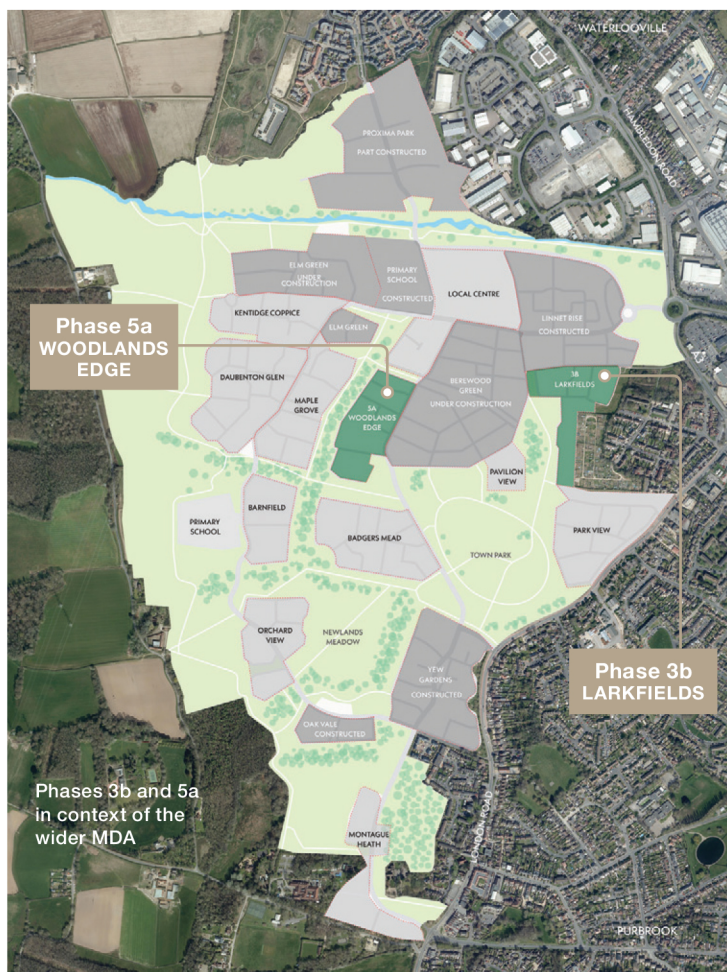 WATERLOOVILLE
HAMBLEDON ROAD
PROXIMA PARK
PART CONSTRUCTED
ELM GREEN
UNDER
CONSTRUCTION
PRIMARY
SCHOOL
CONSTRUCTED
LOCAL CENTRE
LINNET RISE
CONSTRUCTED
KENTIDGE COPPICE
ELM GREEN
Phase 5a
WOODLANDS
EDGE
DAUBENTON GLEN
MAPLE
GROVE
5A
WOODLANDS
EDGE
BEREWOOD
GREEN
UNDER CONSTRUCTION
3B
LARKFIELDS
A3
PAVILION
VIEW
BARNFIELD
PRIMARY
SCHOOL
BADGERS MEAD
TOWN PARK
PARK VIEW
ORCHARD
VIEW
NEWLANDS
MEADOW
YEW
GARDENS
CONSTRUCTED
Phase 3b
LARKFIELDS
OAK VALE
CONSTRUCTED
Phases 3b and 5a
in context of the
wider MDA
MONTAGUE
HEATH
LONDON ROAD
PURBROOK